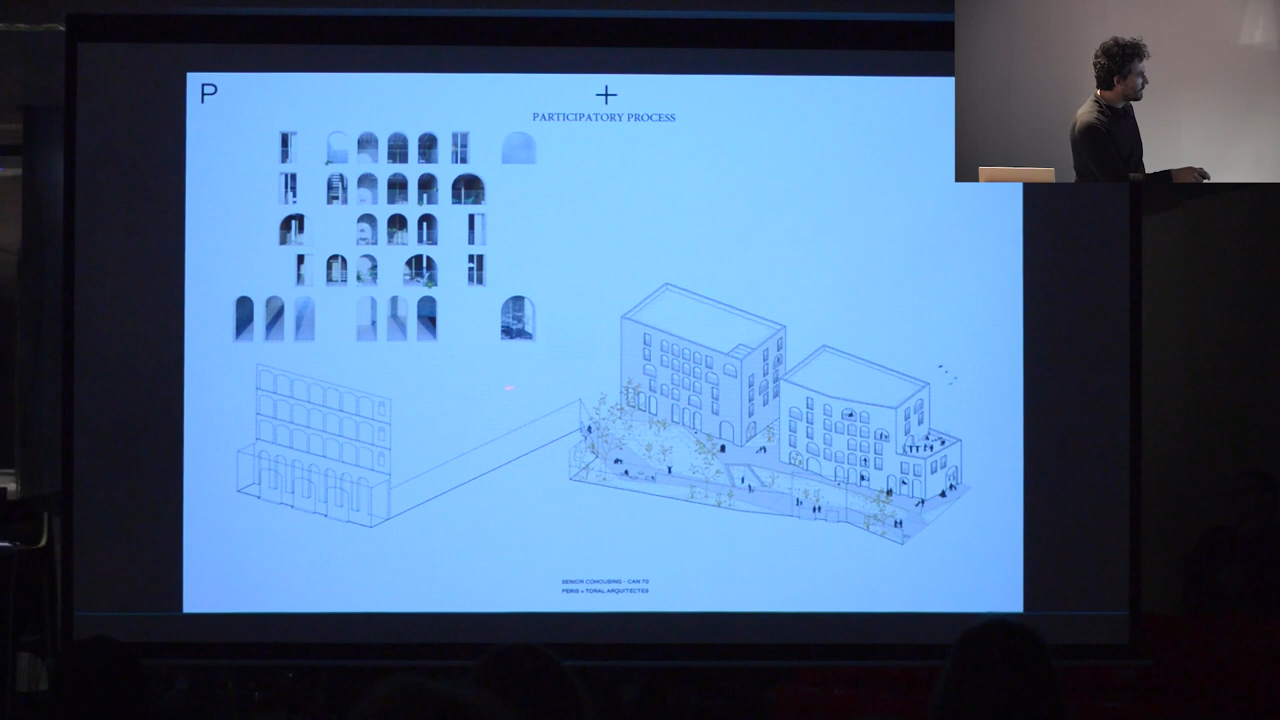 P
PARTICIPATORY PROCESS
SENIOR COHOUSING - CAN 70
PERIS + TORAL ARQUITECTES